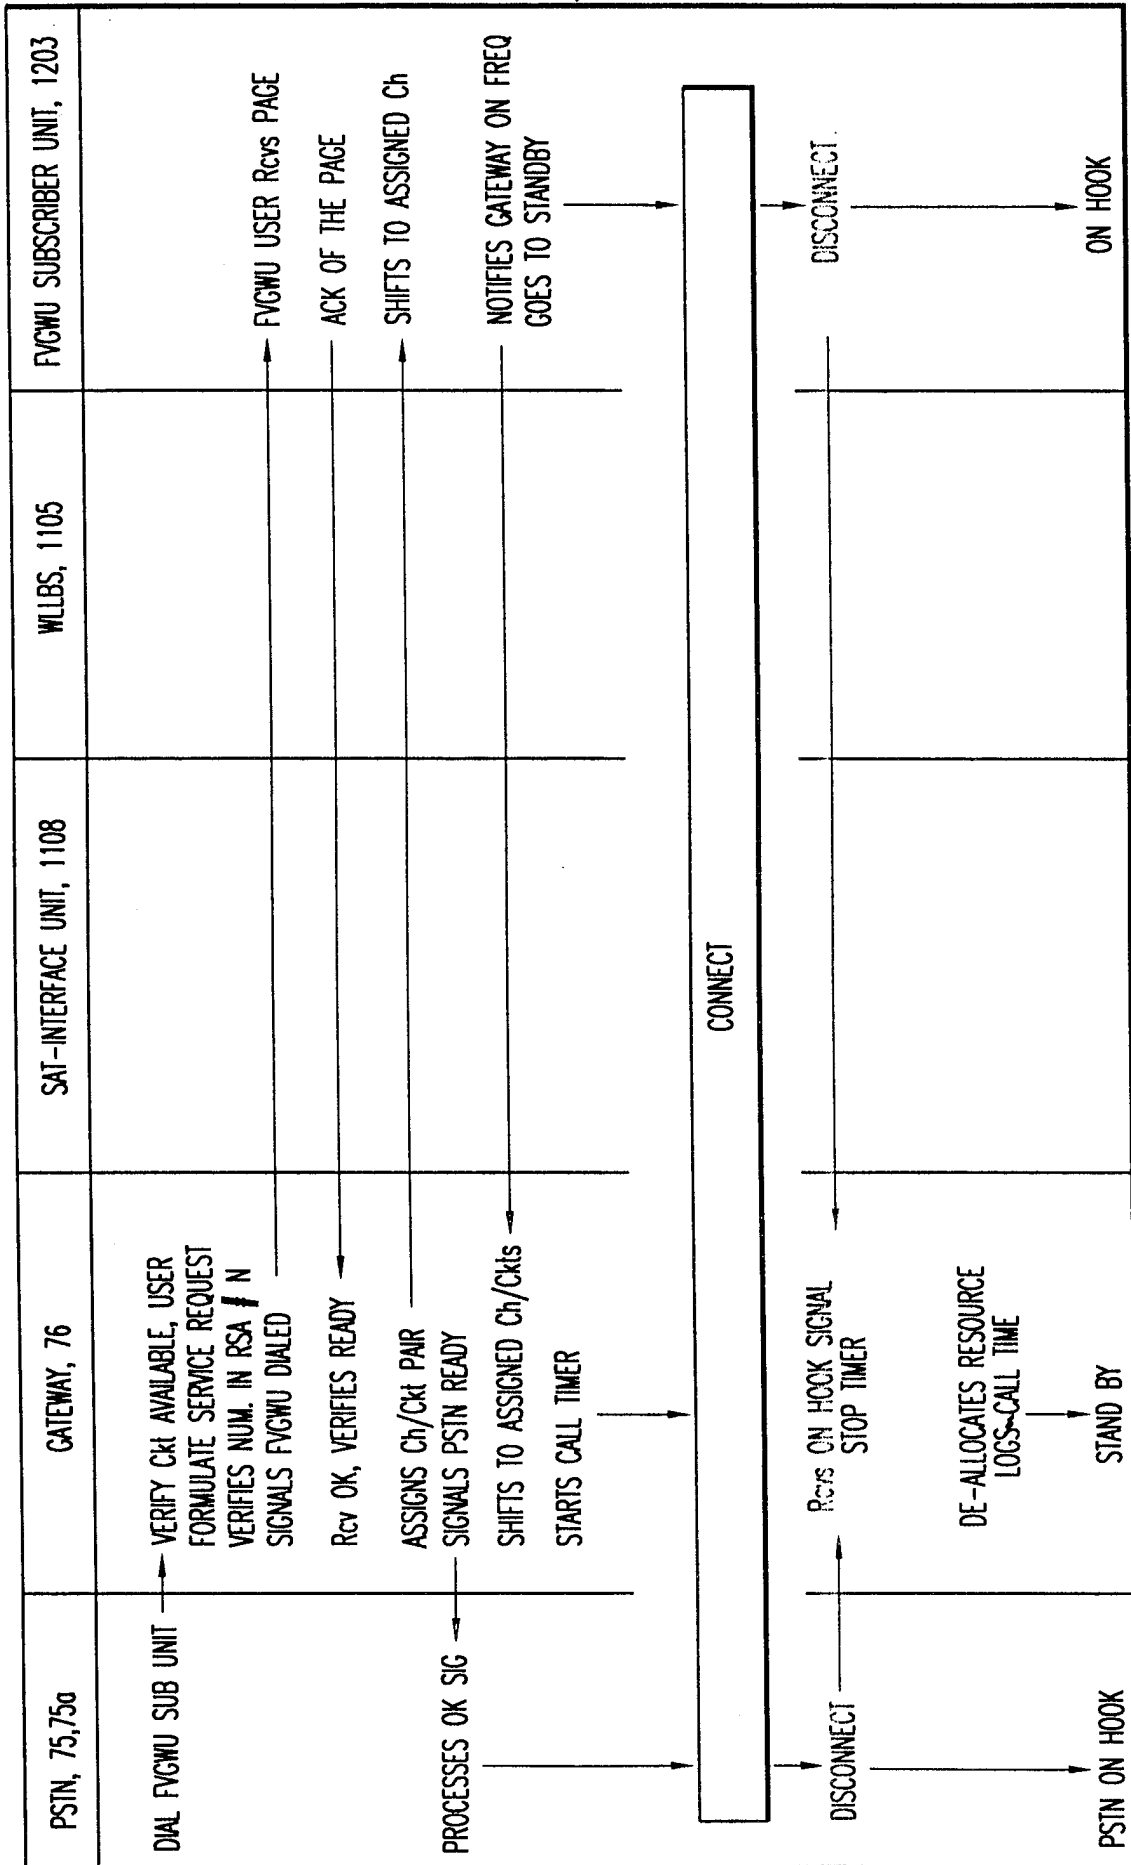 PSTN, 75,75a
GATEWAY, 76
SAT-INTERFACE UNIT, 1108
WLLBS, 1105
FVGWU SUBSCRIBER UNIT, 1203
DIAL FVGWU SUB UNIT
VERIFY Ckt AVAILABLE, USER
FORMULATE SERVICE REQUEST
VERIFIES NUM. IN RSA # N
SIGNALS FVGWU DIALED
FVGWU USER Rcvs PAGE
ACK OF THE PAGE
Rcv OK, VERIFIES READY
ASSIGNS Ch/Ckt PAIR
SIGNALS PSTN READY
SHIFTS TO ASSIGNED Ch
PROCESSES OK SIG
SHIFTS TO ASSIGNED Ch/Ckts
NOTIFIES GATEWAY ON FREQ
GOES TO STANDBY
STARTS CALL TIMER
CONNECT
DISCONNECT
Rcvs ON HOOK SIGNAL
STOP TIMER
DISCONNECT
DE-ALLOCATES RESOURCE
LOGS CALL TIME
PSTN ON HOOK
STAND BY
ON HOOK